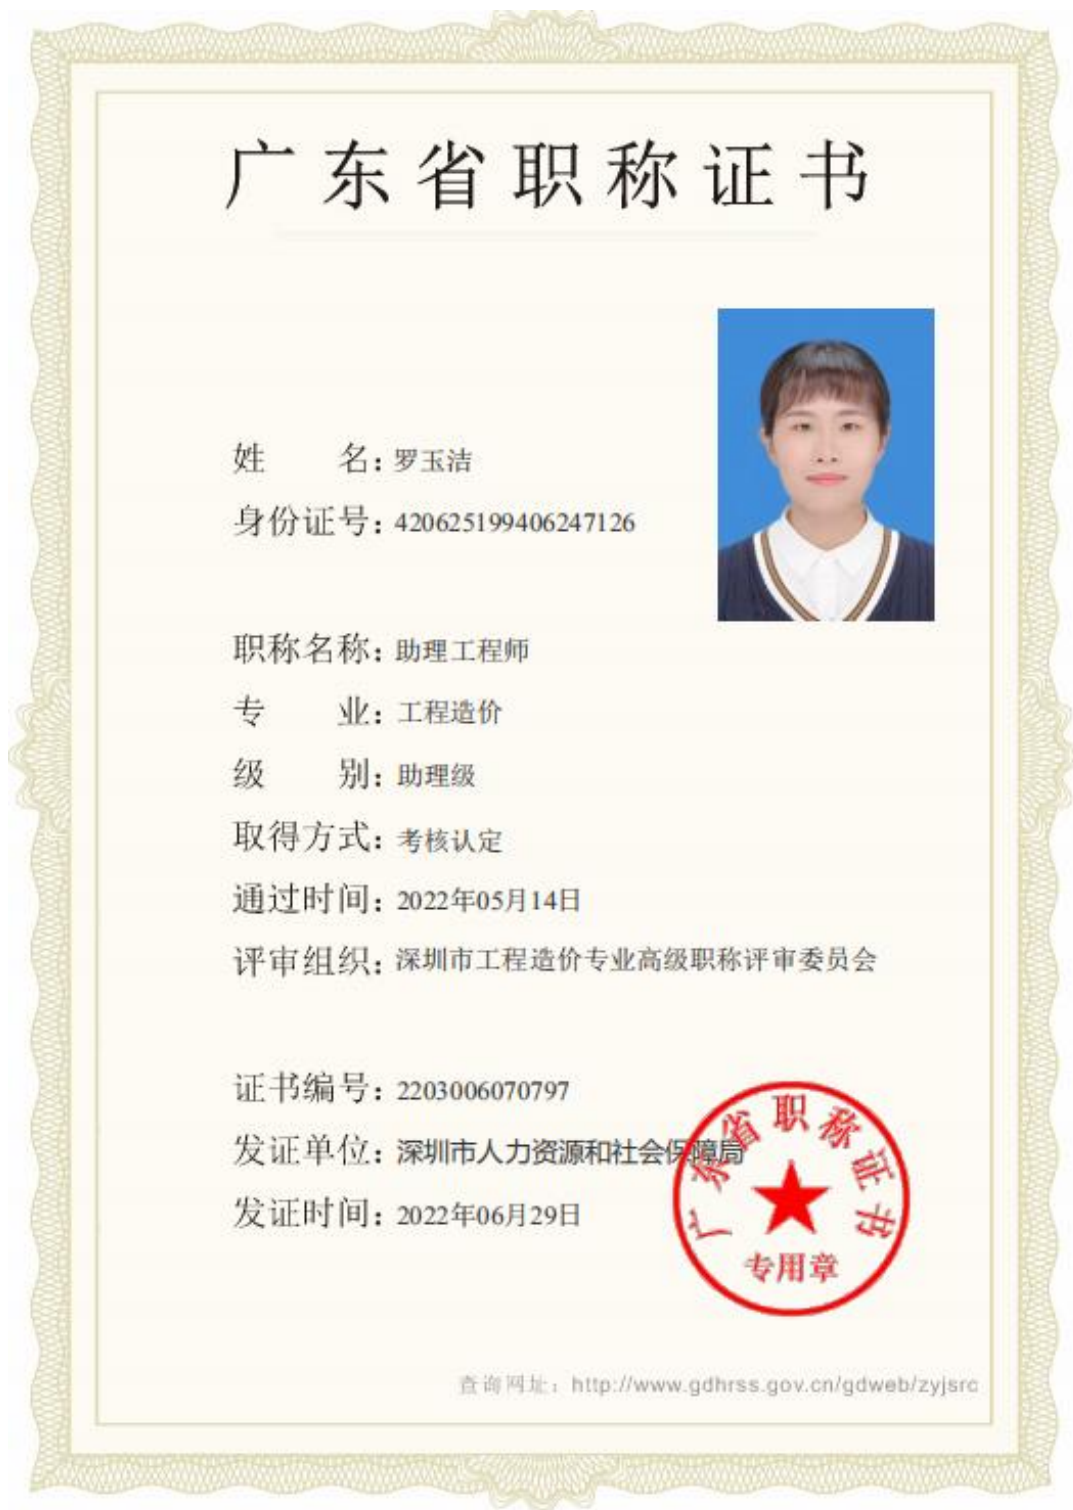 广东省职称证书
姓 名：罗玉洁
身份证号：420625199406247126
职称名称：助理工程师
专 业：工程造价
级 别：助理级
取得方式：考核认定
通过时间：2022年05月14日
评审组织：深圳市工程造价专业高级职称评审委员会
证书编号：2203006070797
发证单位：深圳市人力资源和社会保障局
发证时间：2022年06月29日
广东省职称证书
专用章
查询网址：http://www.gdhrss.gov.cn/gdweb/zyjsrc